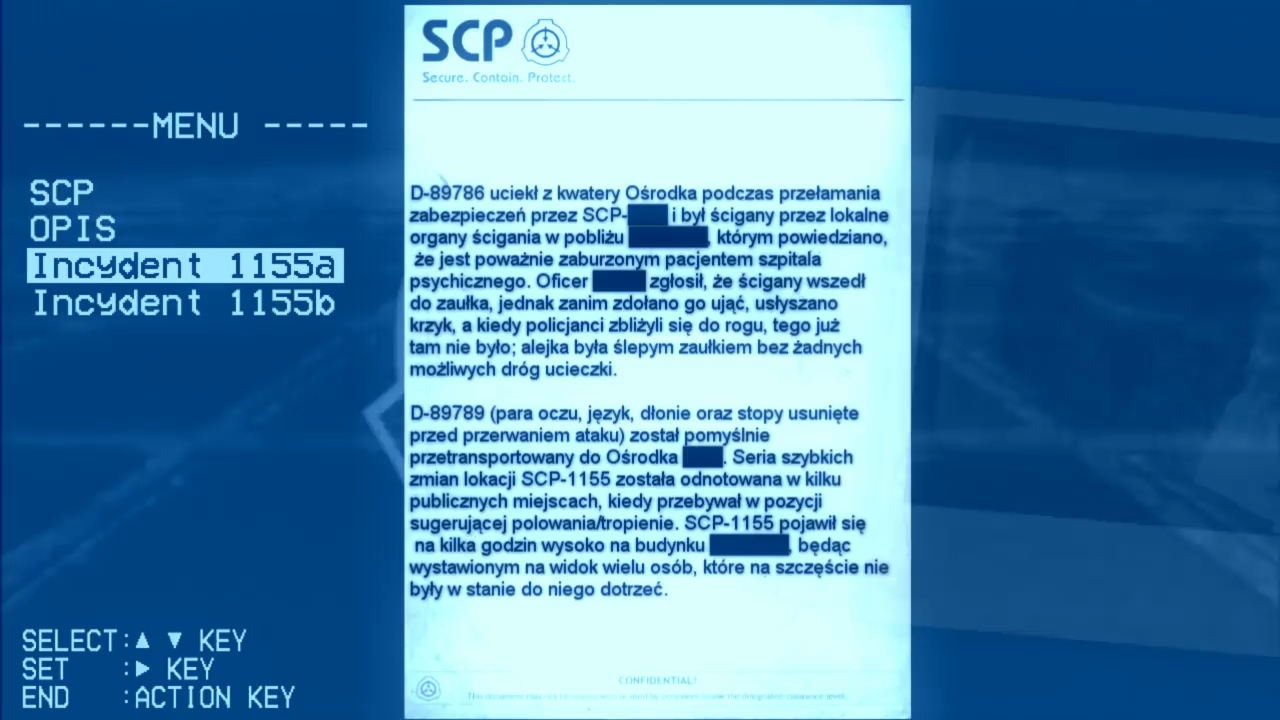 ------MENU -----
SCP
OPIS
Incydent 1155a
Incydent 1155b
SELECT:▲ ▼ KEY
SET :► KEY
END :ACTION KEY
SCP
Secure. Contain. Protect.
D-89786 uciekł z kwatery Ośrodka podczas przełamania
zabezpieczeń przez SCP- i był ścigany przez lokalne
organy ścigania w pobliżu , którym powiedziano,
że jest poważnie zaburzonym pacjentem szpitala
psychicznego. Oficer zgłosił, że ścigany wszedł
do zaułka, jednak zanim zdołano go ująć, usłyszano
krzyk, a kiedy policjanci zbliżyli się do rogu, tego już
tam nie było; alejka była ślepym zaułkiem bez żadnych
możliwych dróg ucieczki.
D-89789 (para oczu, język, dłonie oraz stopy usunięte
przed przerwaniem ataku) został pomyślnie
przetransportowany do Ośrodka . Seria szybkich
zmian lokacji SCP-1155 została odnotowana w kilku
publicznych miejscach, kiedy przebywał w pozycji
sugerującej polowania/tropienie. SCP-1155 pojawił się
na kilka godzin wysoko na budynku , będąc
wystawionym na widok wielu osób, które na szczęście nie
były w stanie do niego dotrzeć.
CONFIDENTIAL!